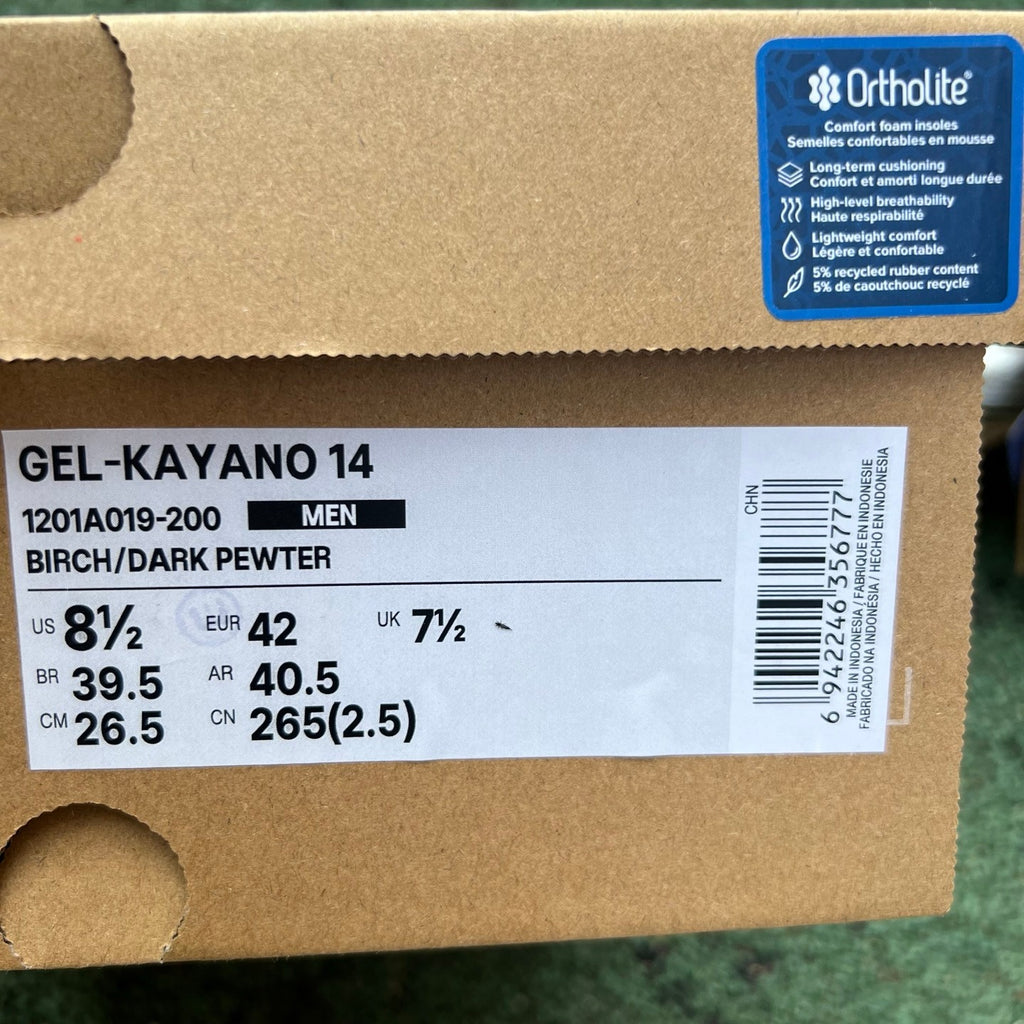 Ortholite®
Comfort foam insoles
Semelles confortables en mousse
Long-term cushioning
Confort et amorti longue durée
High-level breathability
Haute respirabilité
Lightweight comfort
Légère et confortable
5% recycled rubber content
5% de caoutchouc recyclé
GEL-KAYANO 14
1201A019-200 MEN
BIRCH/DARK PEWTER
US 8½ EUR 42 UK 7½
BR 39.5 AR 40.5
CM 26.5 CN 265(2.5)
CHN
6 942246 356777
MADE IN INDONESIA / FABRIQUE EN INDONESIE
FABRICADO NA INDONÉSIA / HECHO EN INDONESIA